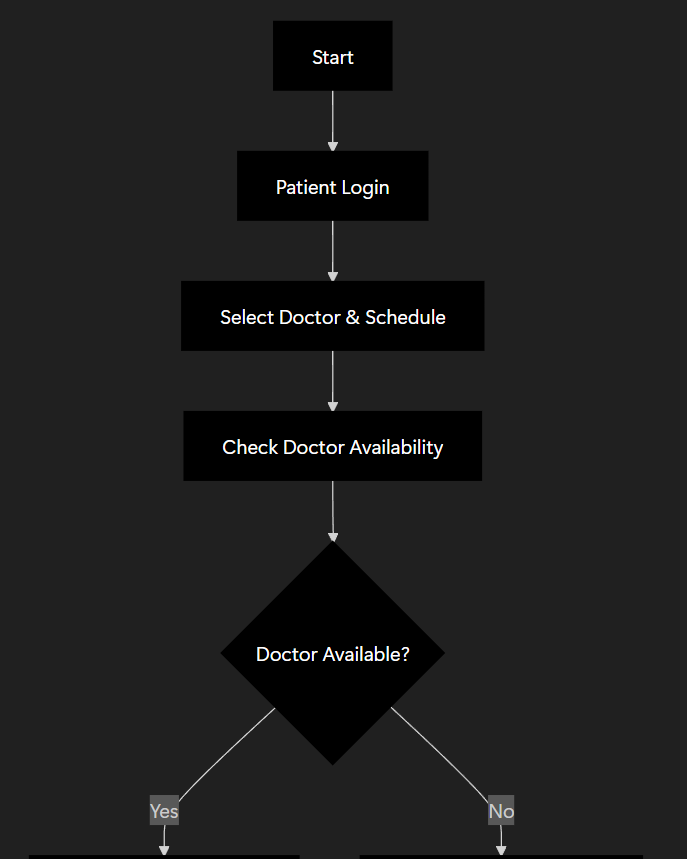 Start
Patient Login
Select Doctor & Schedule
Check Doctor Availability
Doctor Available?
Yes
No